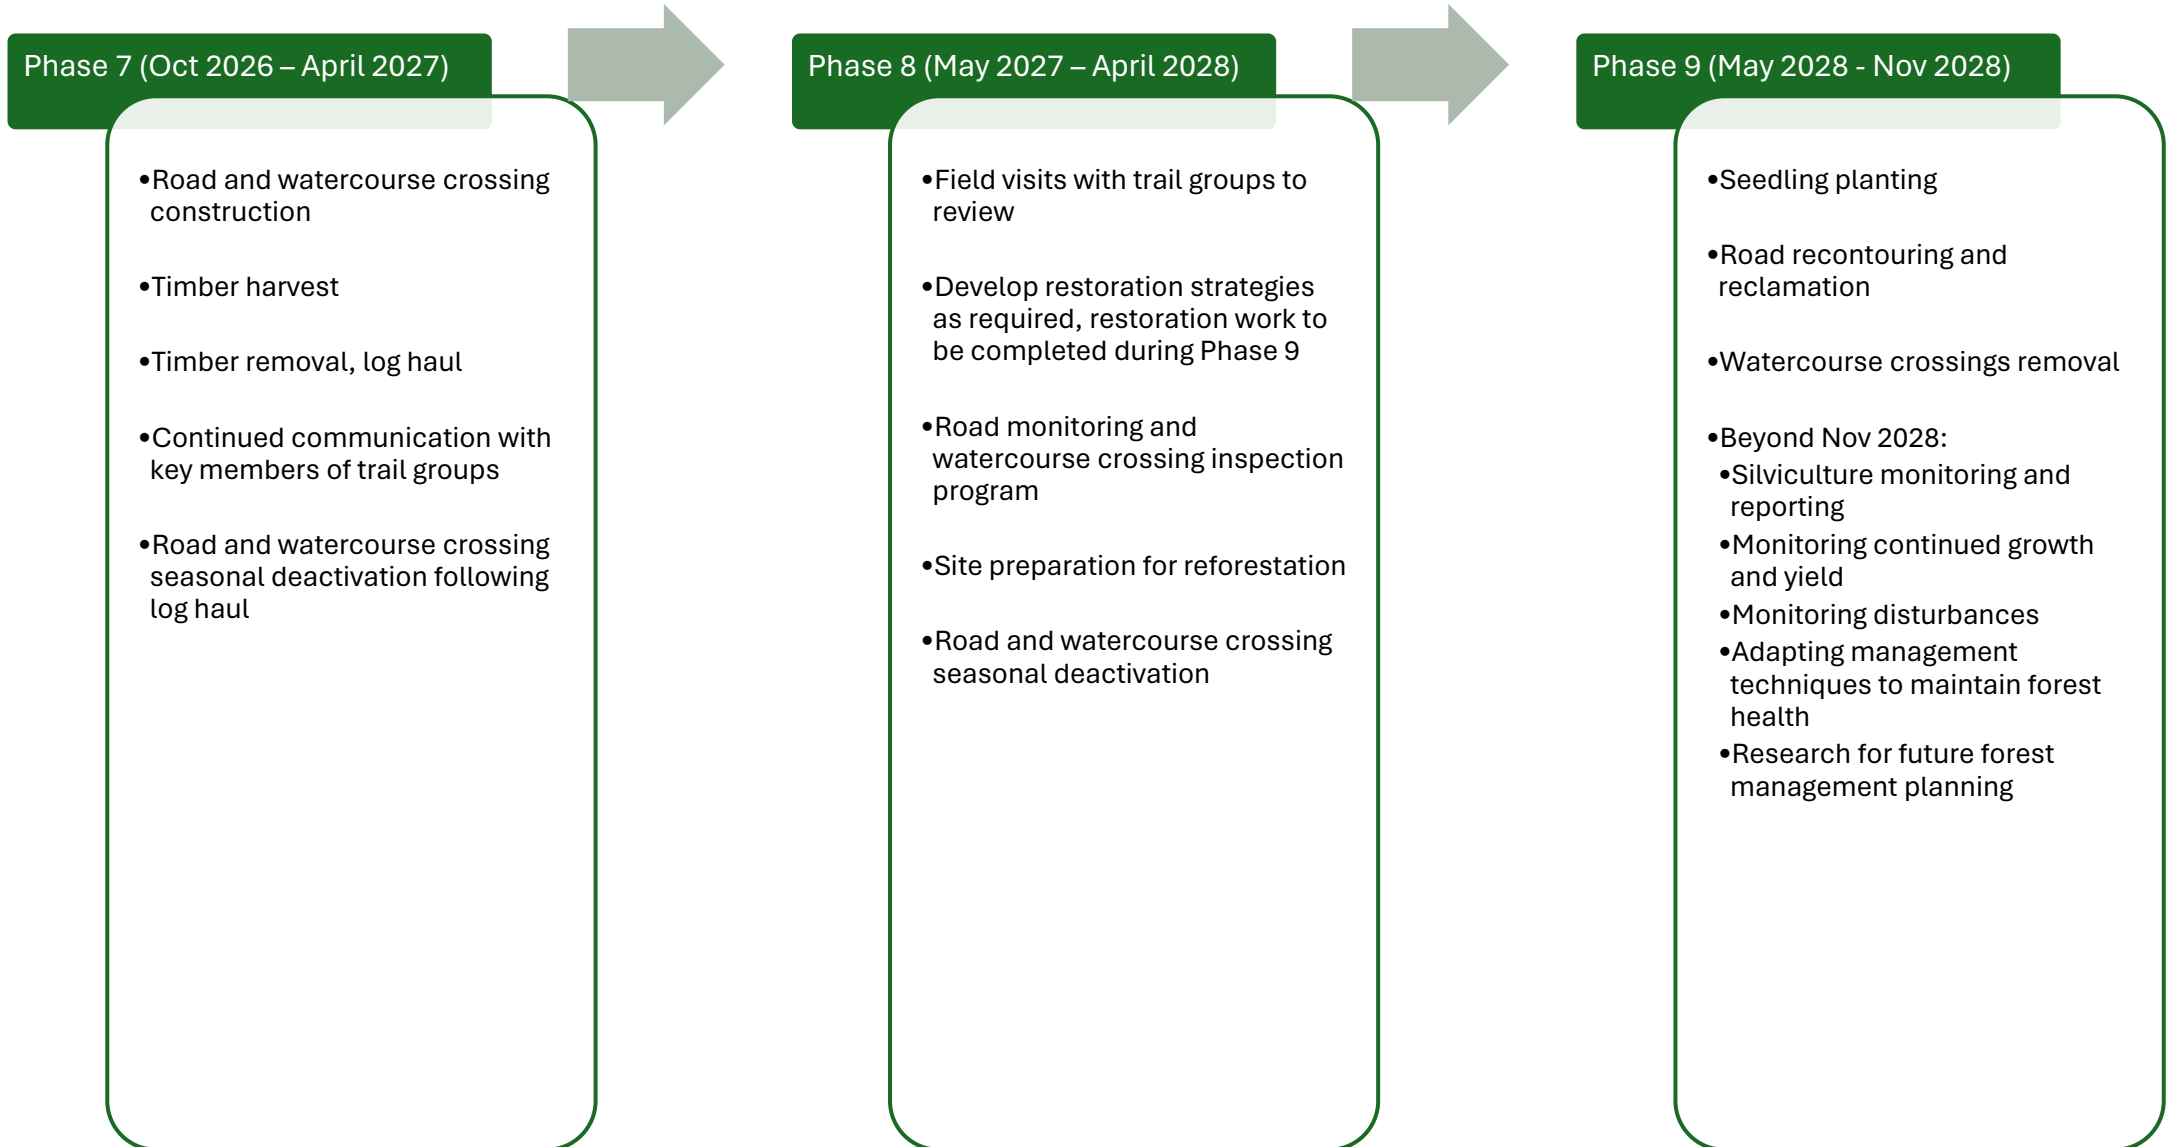 Phase 7 (Oct 2026 – April 2027)
•Road and watercourse crossing
construction
•Timber harvest
•Timber removal, log haul
•Continued communication with
key members of trail groups
•Road and watercourse crossing
seasonal deactivation following
log haul
Phase 8 (May 2027 – April 2028)
•Field visits with trail groups to
review
•Develop restoration strategies
as required, restoration work to
be completed during Phase 9
•Road monitoring and
watercourse crossing inspection
program
•Site preparation for reforestation
•Road and watercourse crossing
seasonal deactivation
Phase 9 (May 2028 - Nov 2028)
•Seedling planting
•Road recontouring and
reclamation
•Watercourse crossings removal
•Beyond Nov 2028:
•Silviculture monitoring and
reporting
•Monitoring continued growth
and yield
•Monitoring disturbances
•Adapting management
techniques to maintain forest
health
•Research for future forest
management planning